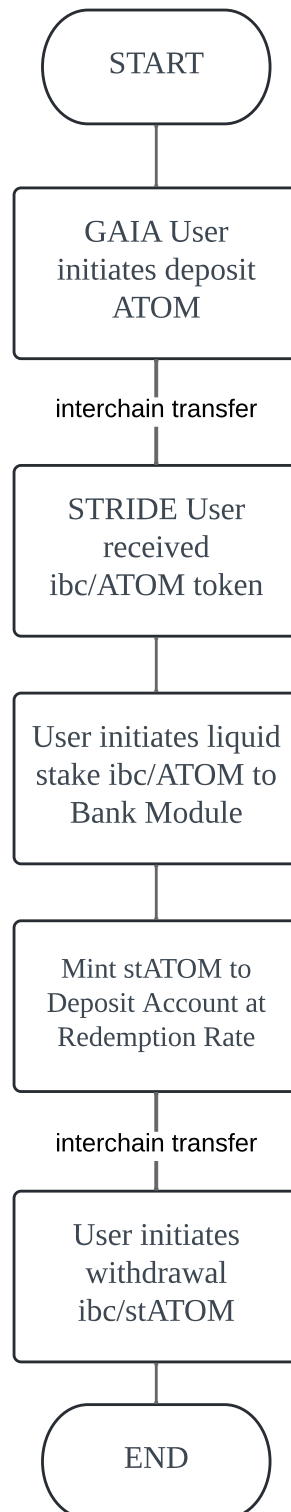 START
GAIA User
initiates deposit
ATOM
interchain transfer
STRIDE User
received
ibc/ATOM token
User initiates liquid
stake ibc/ATOM to
Bank Module
Mint stATOM to
Deposit Account at
Redemption Rate
interchain transfer
User initiates
withdrawal
ibc/stATOM
END